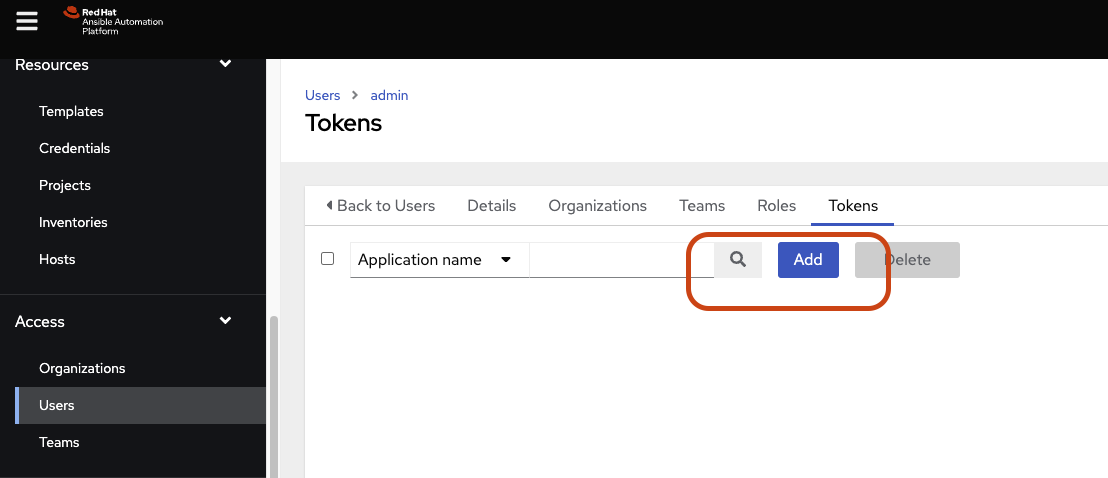 Red Hat
Ansible Automation
Platform
Resources
Templates
Credentials
Projects
Inventories
Hosts
Access
Organizations
Users
Teams
Users > admin
Tokens
Back to Users Details Organizations Teams Roles Tokens
Application name Add Delete